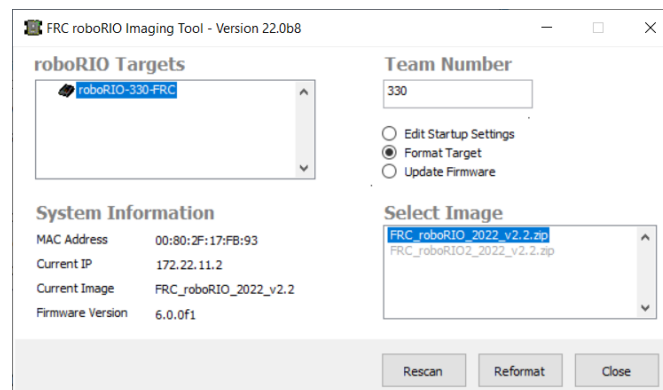 FRC roboRIO Imaging Tool - Version 22.0b8
roboRIO Targets
roboRIO-330-FRC
Team Number
330
Edit Startup Settings
Format Target
Update Firmware
System Information
MAC Address 00:80:2F:17:FB:93
Current IP 172.22.11.2
Current Image FRC_roboRIO_2022_v2.2
Firmware Version 6.0.0f1
Select Image
FRC_roboRIO_2022_v2.2.zip
FRC_roboRIO2_2022_v2.2.zip
Rescan Reformat Close